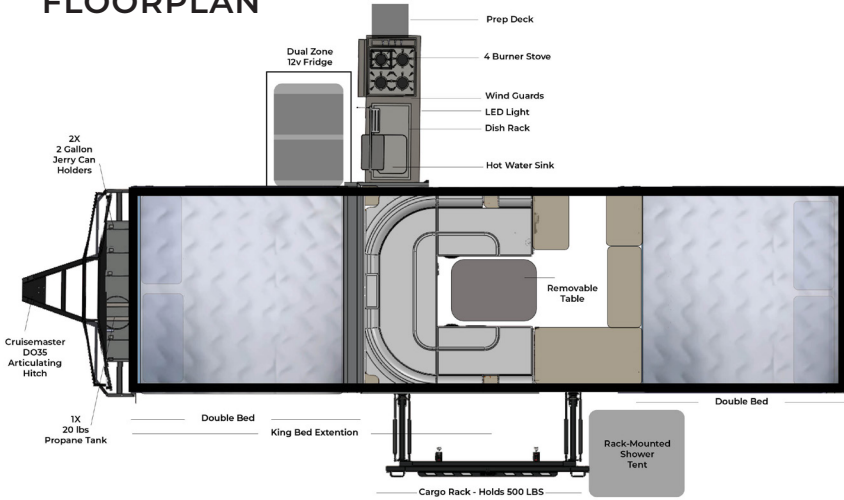 FLOORPLAN
Prep Deck
Dual Zone
12v Fridge
4 Burner Stove
Wind Guards
LED Light
Dish Rack
Hot Water Sink
2X
2 Gallon
Jerry Can
Holders
Removable
Table
Cruisemaster
DO35
Articulating
Hitch
1X
20 lbs
Propane Tank
Double Bed
King Bed Extention
Double Bed
Rack-Mounted
Shower
Tent
Cargo Rack - Holds 500 LBS